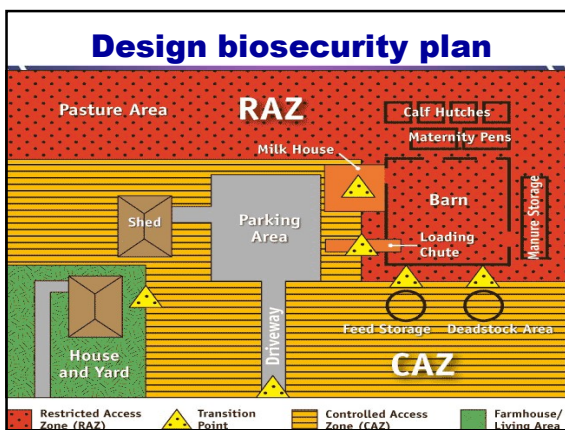 Design biosecurity plan
Pasture Area
RAZ
Calf Hutches
Maternity Pens
Milk House
Barn
Manure Storage
Shed
Parking
Area
Loading
Chute
Driveway
Feed Storage
Deadstock Area
House
and Yard
CAZ
Restricted Access
Zone (RAZ)
Transition
Point
Controlled Access
Zone (CAZ)
Farmhouse/
Living Area